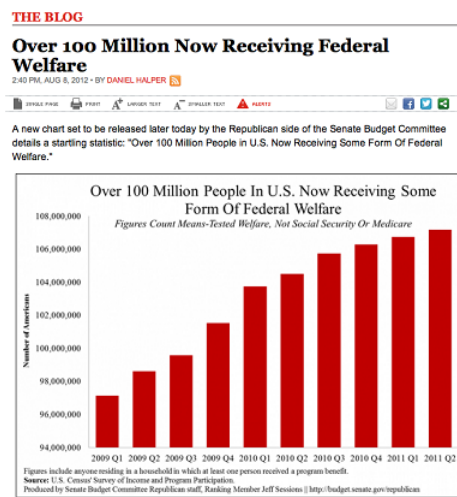 THE BLOG
Over 100 Million Now Receiving Federal
Welfare
2:40 PM, AUG 8, 2012 • BY DANIEL HALPER
SINGLE PAGE PRINT LARGER TEXT SMALLER TEXT ALERTS
A new chart set to be released later today by the Republican side of the Senate Budget Committee
details a startling statistic: "Over 100 Million People in U.S. Now Receiving Some Form Of Federal
Welfare."
Over 100 Million People In U.S. Now Receiving Some
Form Of Federal Welfare
Figures Count Means-Tested Welfare, Not Social Security Or Medicare
Number of Americans
108,000,000
106,000,000
104,000,000
102,000,000
100,000,000
98,000,000
96,000,000
94,000,000
2009 Q1 2009 Q2 2009 Q3 2009 Q4 2010 Q1 2010 Q2 2010 Q3 2010 Q4 2011 Q1 2011 Q2
Figures include anyone residing in a household in which at least one person received a program benefit.
Source: U.S. Census' Survey of Income and Program Participation.
Produced by Senate Budget Committee Republican staff, Ranking Member Jeff Sessions || http://budget.senate.gov/republican